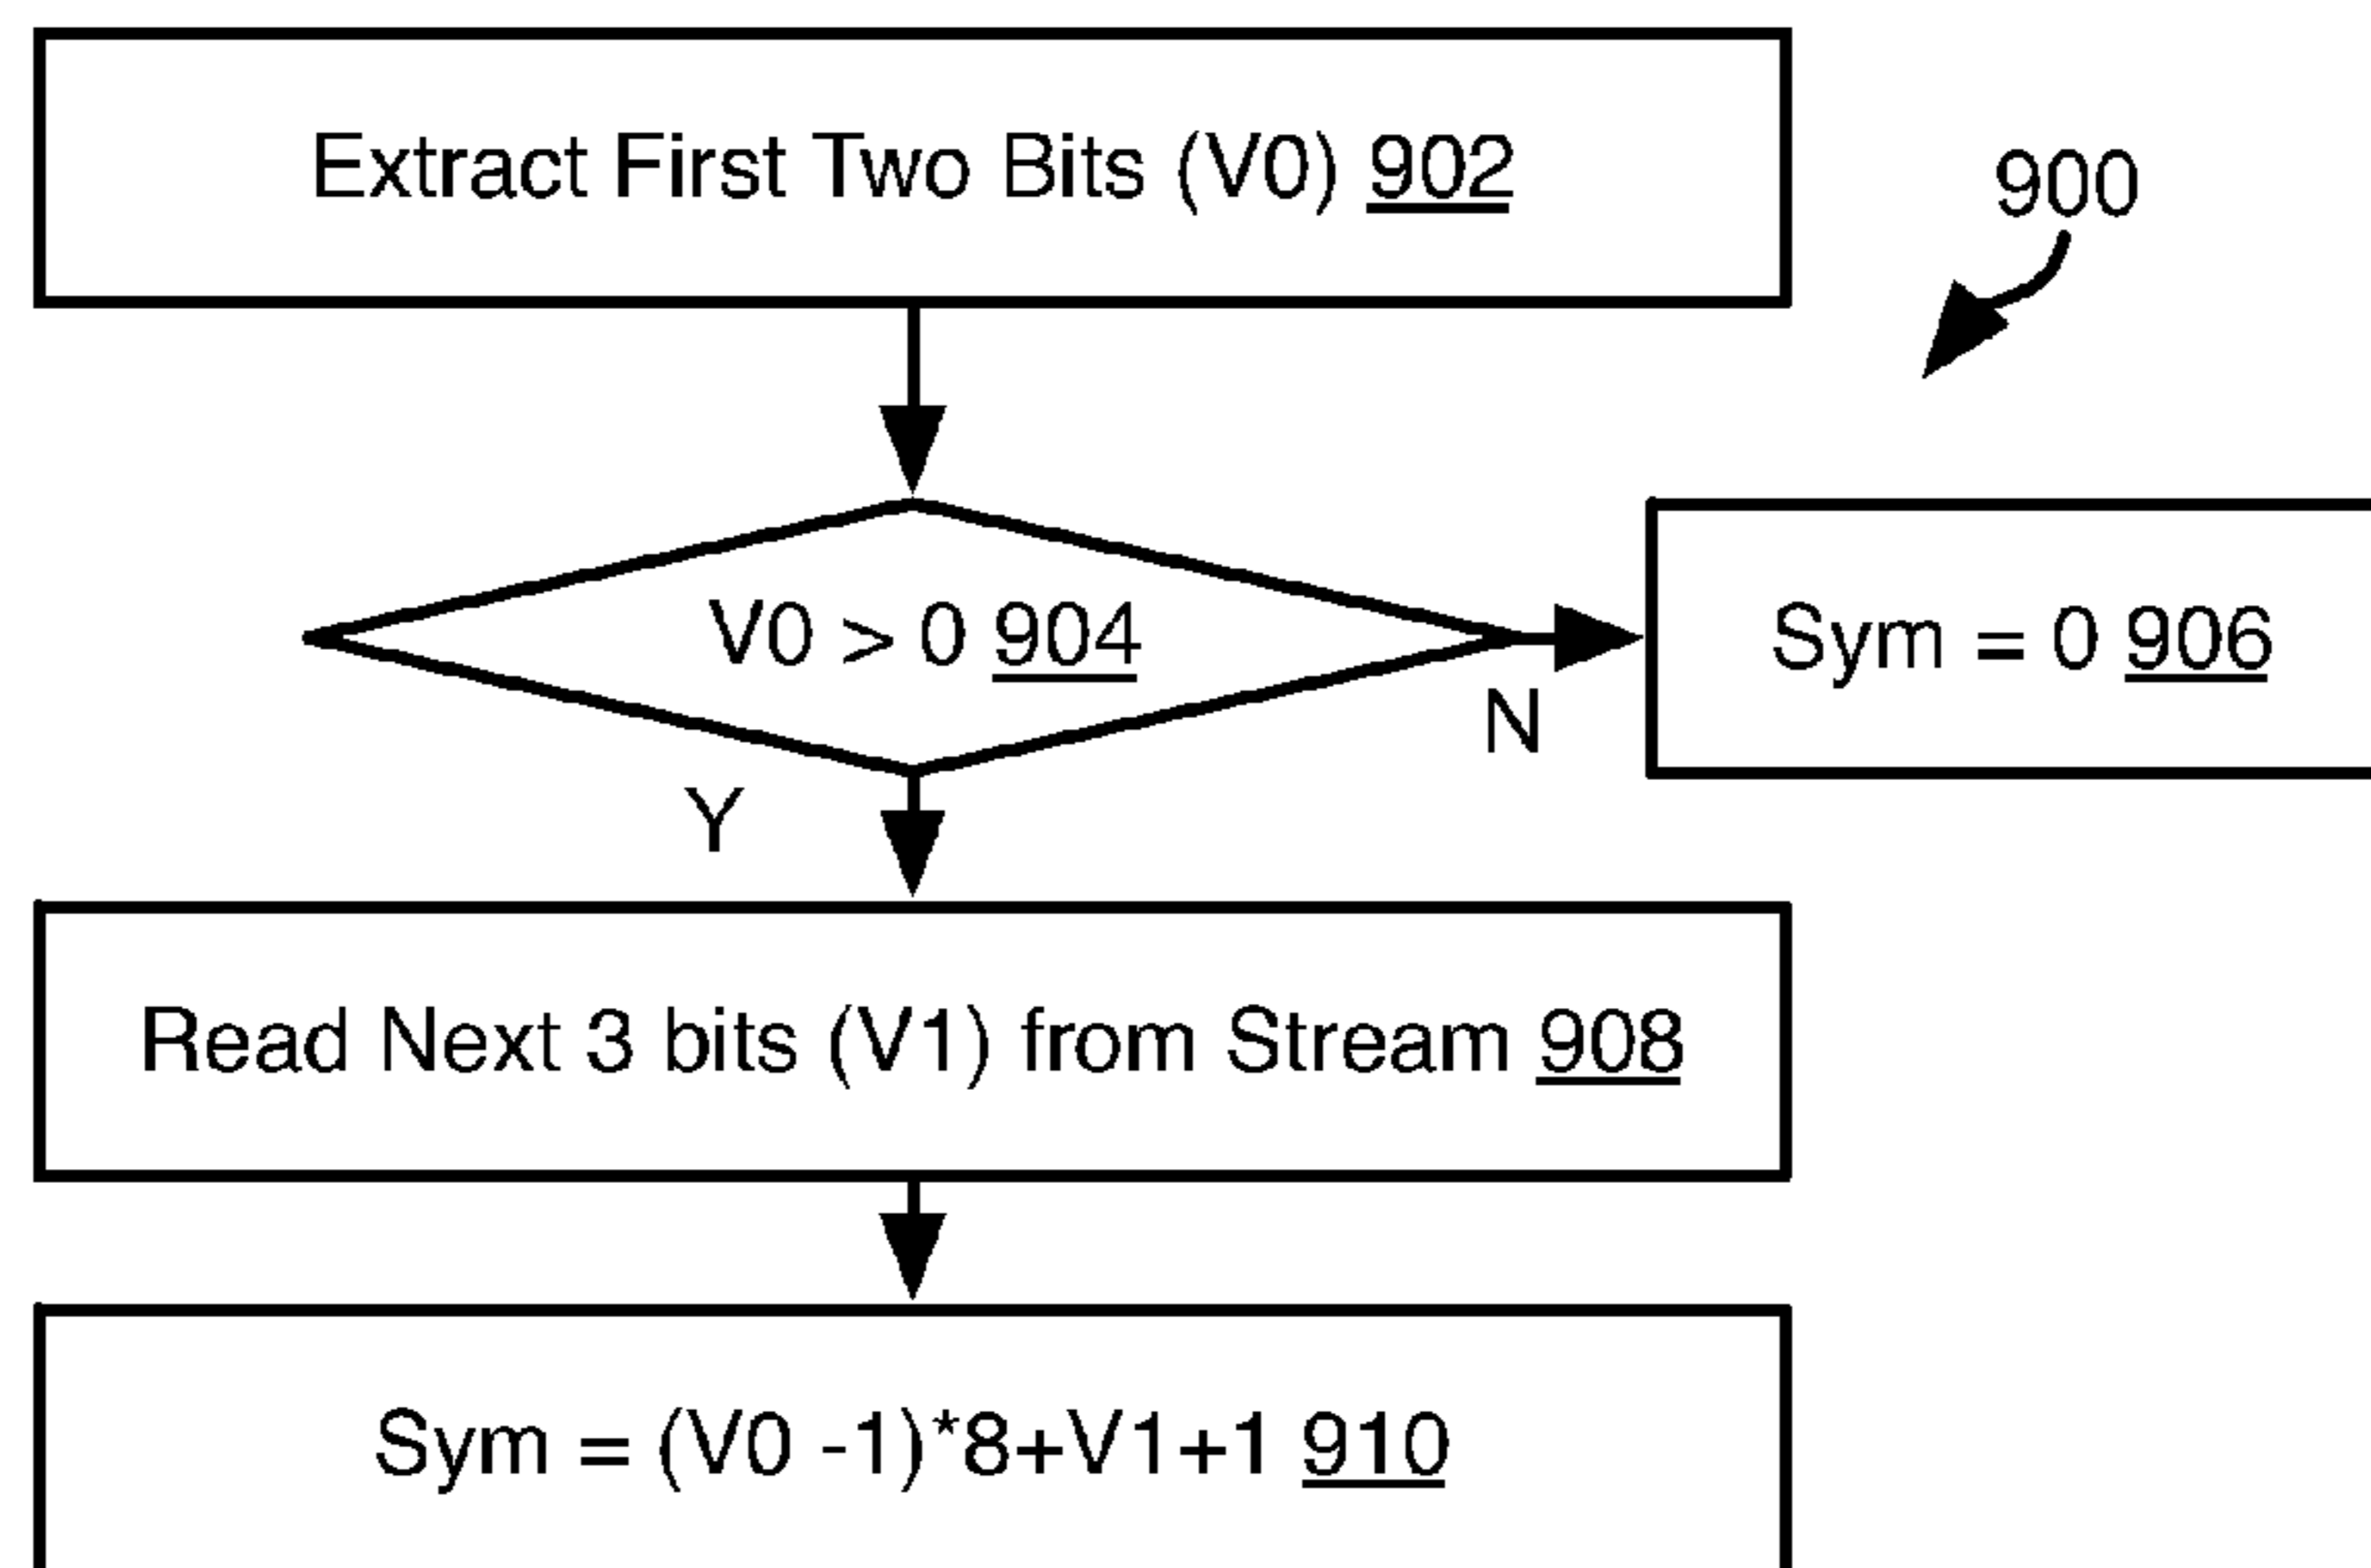 Extract First Two Bits (V0) 902
900
V0 > 0 904
Sym = 0 906
N
Y
Read Next 3 bits (V1) from Stream 908
Sym = (V0 -1)*8+V1+1 910